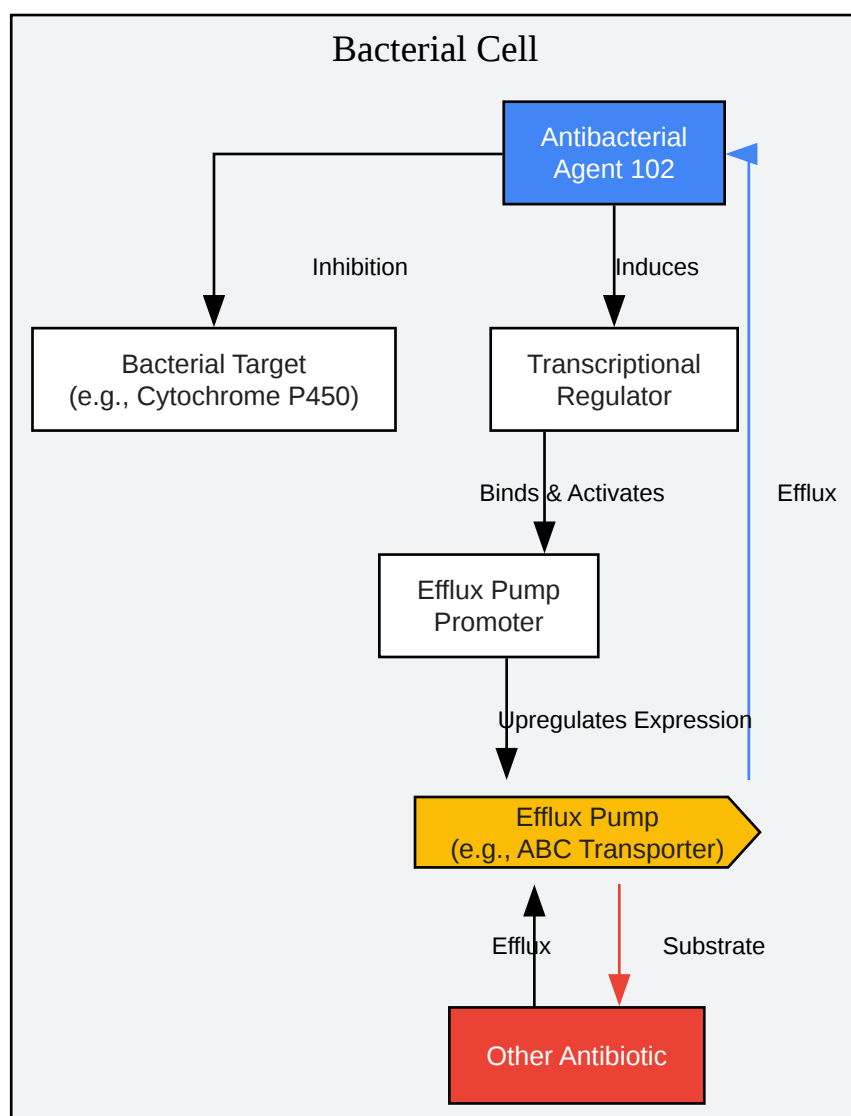 Bacterial Cell
Antibacterial
Agent 102
Inhibition
Induces
Bacterial Target
(e.g., Cytochrome P450)
Transcriptional
Regulator
Binds & Activates
Efflux
Efflux Pump
Promoter
Upregulates Expression
Efflux Pump
(e.g., ABC Transporter)
Efflux
Substrate
Other Antibiotic